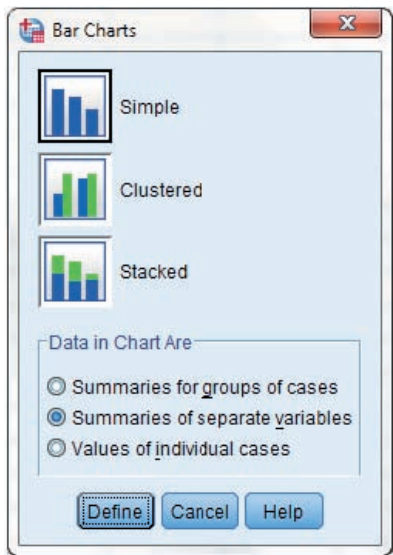 Bar Charts
Simple
Clustered
Stacked
Data in Chart Are
Summaries for groups of cases
Summaries of separate variables
Values of individual cases
Define Cancel Help